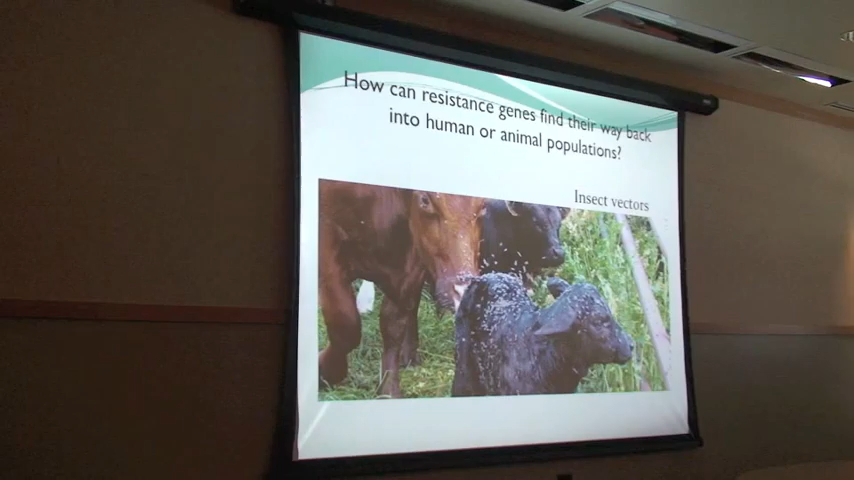 How can resistance genes find their way back
into human or animal populations?
Insect vectors